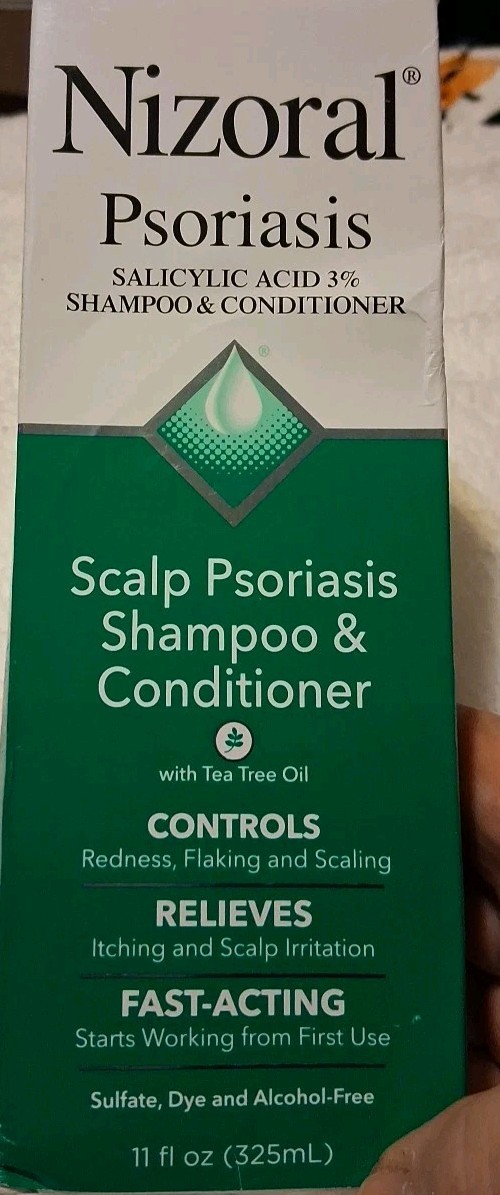 Nizoral®
Psoriasis
SALICYLIC ACID 3%
SHAMPOO & CONDITIONER
®
Scalp Psoriasis
Shampoo &
Conditioner
with Tea Tree Oil
CONTROLS
Redness, Flaking and Scaling
RELIEVES
Itching and Scalp Irritation
FAST-ACTING
Starts Working from First Use
Sulfate, Dye and Alcohol-Free
11 fl oz (325mL)